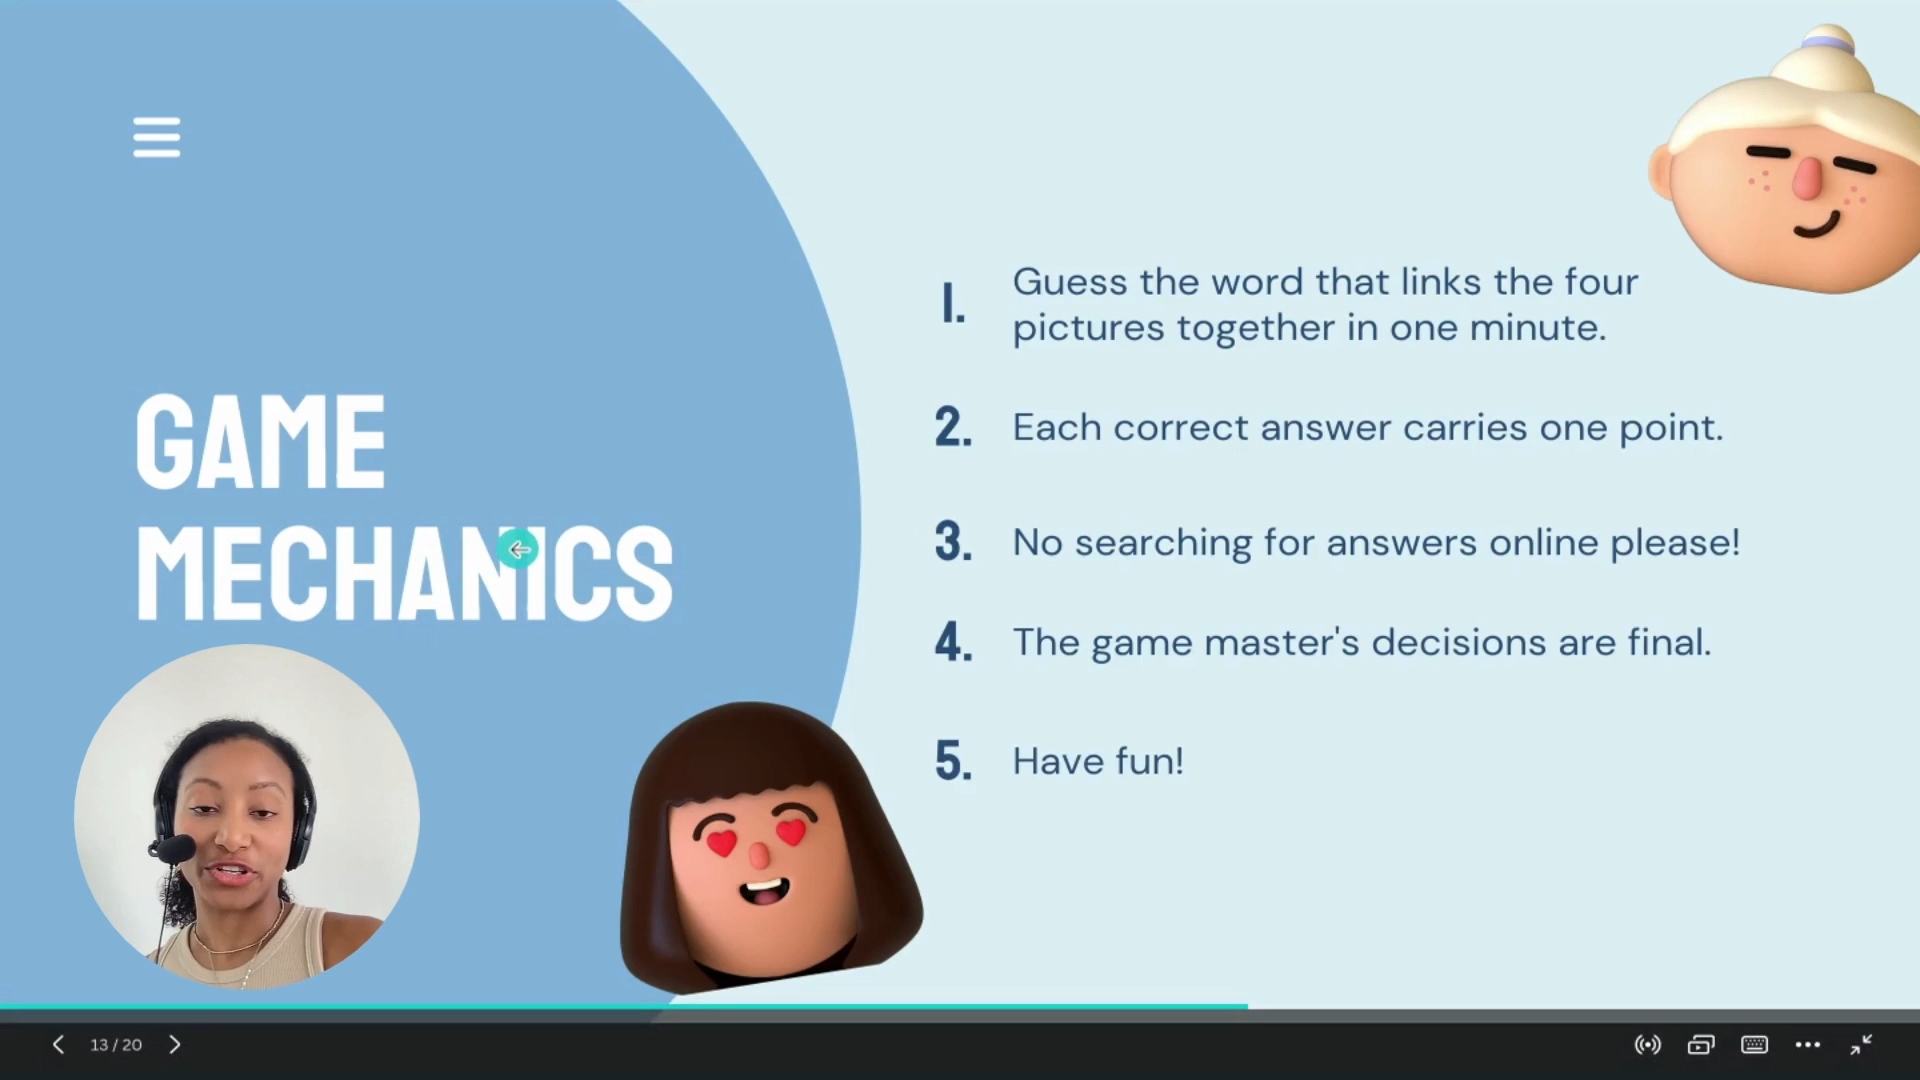 GAME
MECHANICS
1. Guess the word that links the four
pictures together in one minute.
2. Each correct answer carries one point.
3. No searching for answers online please!
4. The game master's decisions are final.
5. Have fun!
13 / 20